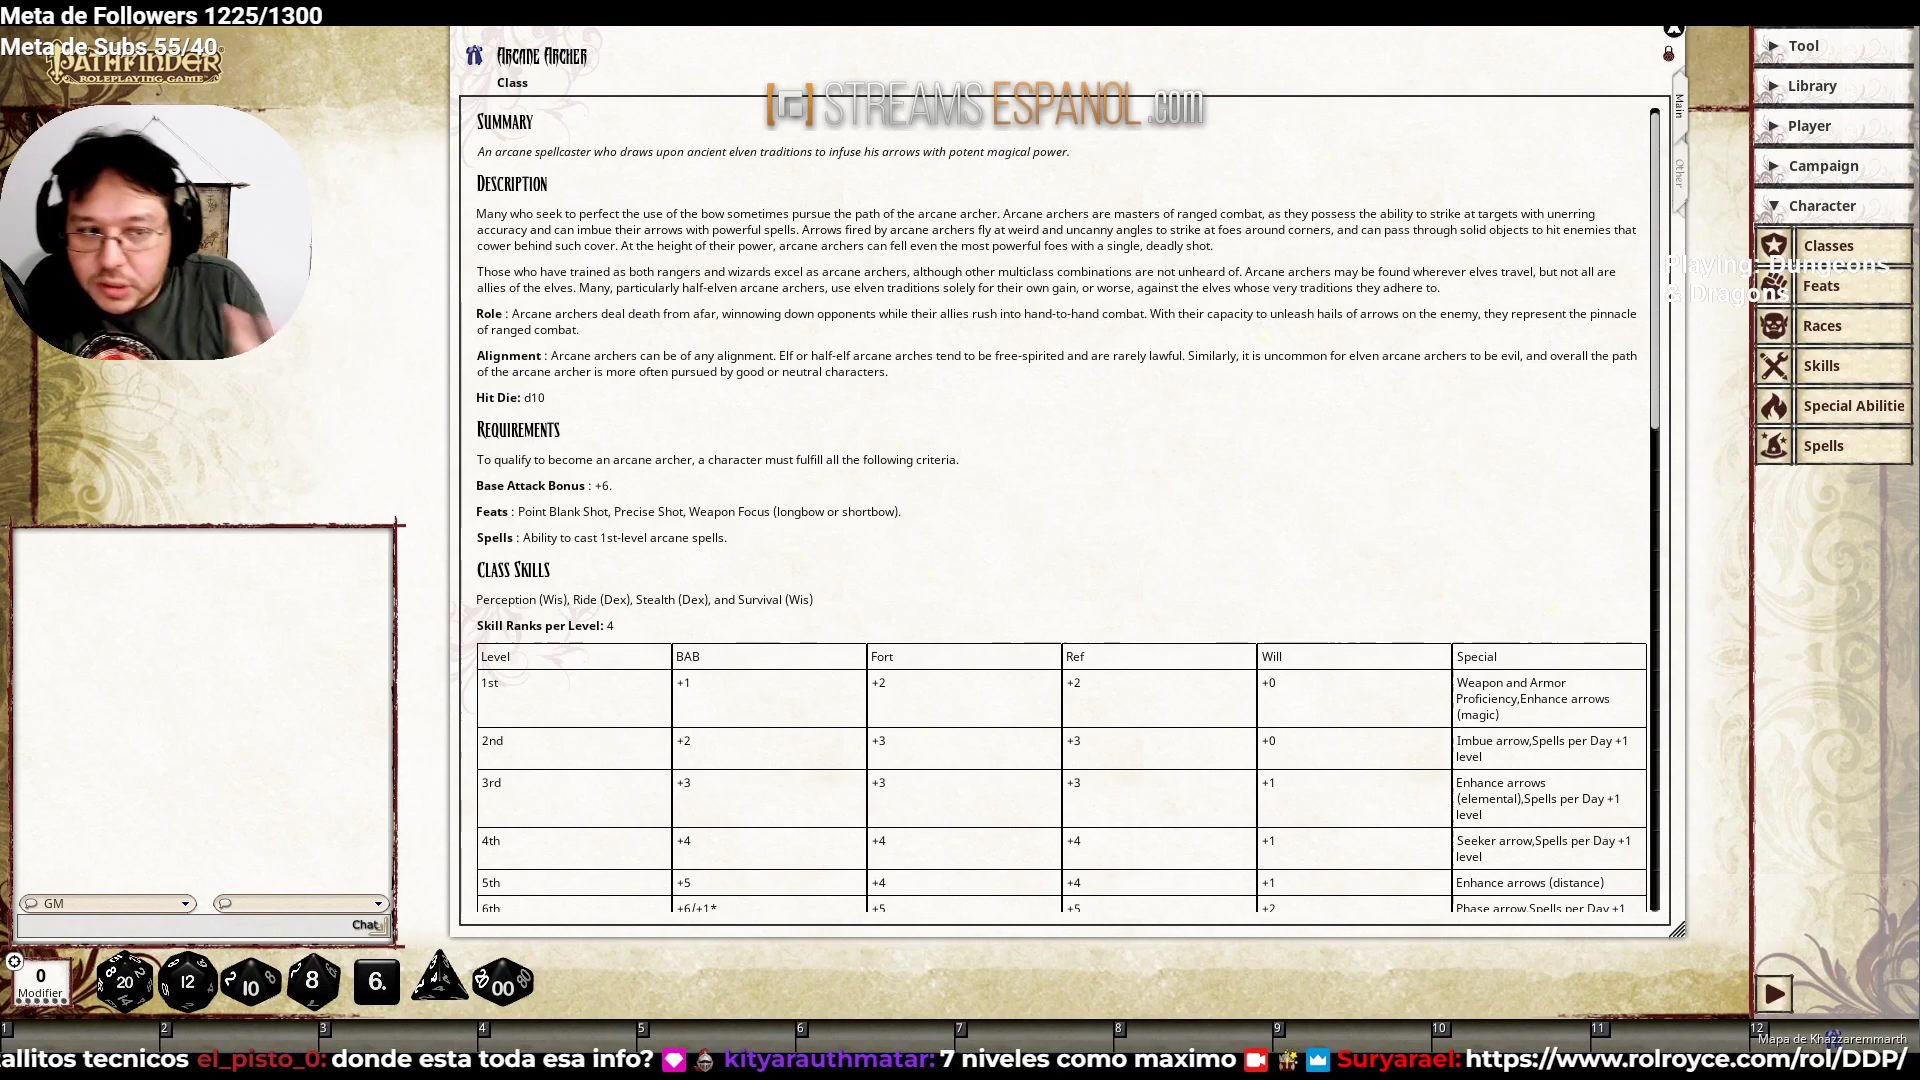 Meta de Followers 1225/1300
Meta de Subs 55/40
PATHFINDER
ROLEPLAYING GAME
ARCANE ARCHER
Class
STREAMS ESPANOL.com
SUMMARY
An arcane spellcaster who draws upon ancient elven traditions to infuse his arrows with potent magical power.
DESCRIPTION
Many who seek to perfect the use of the bow sometimes pursue the path of the arcane archer. Arcane archers are masters of ranged combat, as they possess the ability to strike at targets with unerring
accuracy and can imbue their arrows with powerful spells. Arrows fired by arcane archers fly at weird and uncanny angles to strike at foes around corners, and can pass through solid objects to hit enemies that
cower behind such cover. At the height of their power, arcane archers can fell even the most powerful foes with a single, deadly shot.
Those who have trained as both rangers and wizards excel as arcane archers, although other multiclass combinations are not unheard of. Arcane archers may be found wherever elves travel, but not all are
allies of the elves. Many, particularly half-elven arcane archers, use elven traditions solely for their own gain, or worse, against the elves whose very traditions they adhere to.
Role : Arcane archers deal death from afar, winnowing down opponents while their allies rush into hand-to-hand combat. With their capacity to unleash hails of arrows on the enemy, they represent the pinnacle
of ranged combat.
Alignment : Arcane archers can be of any alignment. Elf or half-elf arcane arches tend to be free-spirited and are rarely lawful. Similarly, it is uncommon for elven arcane archers to be evil, and overall the path
of the arcane archer is more often pursued by good or neutral characters.
Hit Die: d10
REQUIREMENTS
To qualify to become an arcane archer, a character must fulfill all the following criteria.
Base Attack Bonus : +6.
Feats : Point Blank Shot, Precise Shot, Weapon Focus (longbow or shortbow).
Spells : Ability to cast 1st-level arcane spells.
CLASS SKILLS
Perception (Wis), Ride (Dex), Stealth (Dex), and Survival (Wis)
Skill Ranks per Level: 4
Level BAB Fort Ref Will Special
1st +1 +2 +2 +0 Weapon and Armor
Proficiency,Enhance arrows
(magic)
2nd +2 +3 +3 +0 Imbue arrow,Spells per Day +1
level
3rd +3 +3 +3 +1 Enhance arrows
(elemental),Spells per Day +1
level
4th +4 +4 +4 +1 Seeker arrow,Spells per Day +1
level
5th +5 +4 +4 +1 Enhance arrows (distance)
6th +6/+1* +5 +5 +2 Phase arrow,Spells per Day +1
Main
Other
Tool
Library
Player
Campaign
Character
Classes
Playing: Dungeons
& Dragons
Feats
Races
Skills
Special Abilitie
Spells
GM
Chat
0
Modifier
20 12 10 8 6. 4 00
1 2 3 4 5 6 7 8 9 10 11 12
Mapa de Khazzaremmarth
tallitos tecnicos el_pisto_0: donde esta toda esa info? kityarauthmatar: 7 niveles como maximo Suryarael: https://www.rolroyce.com/rol/DDP/